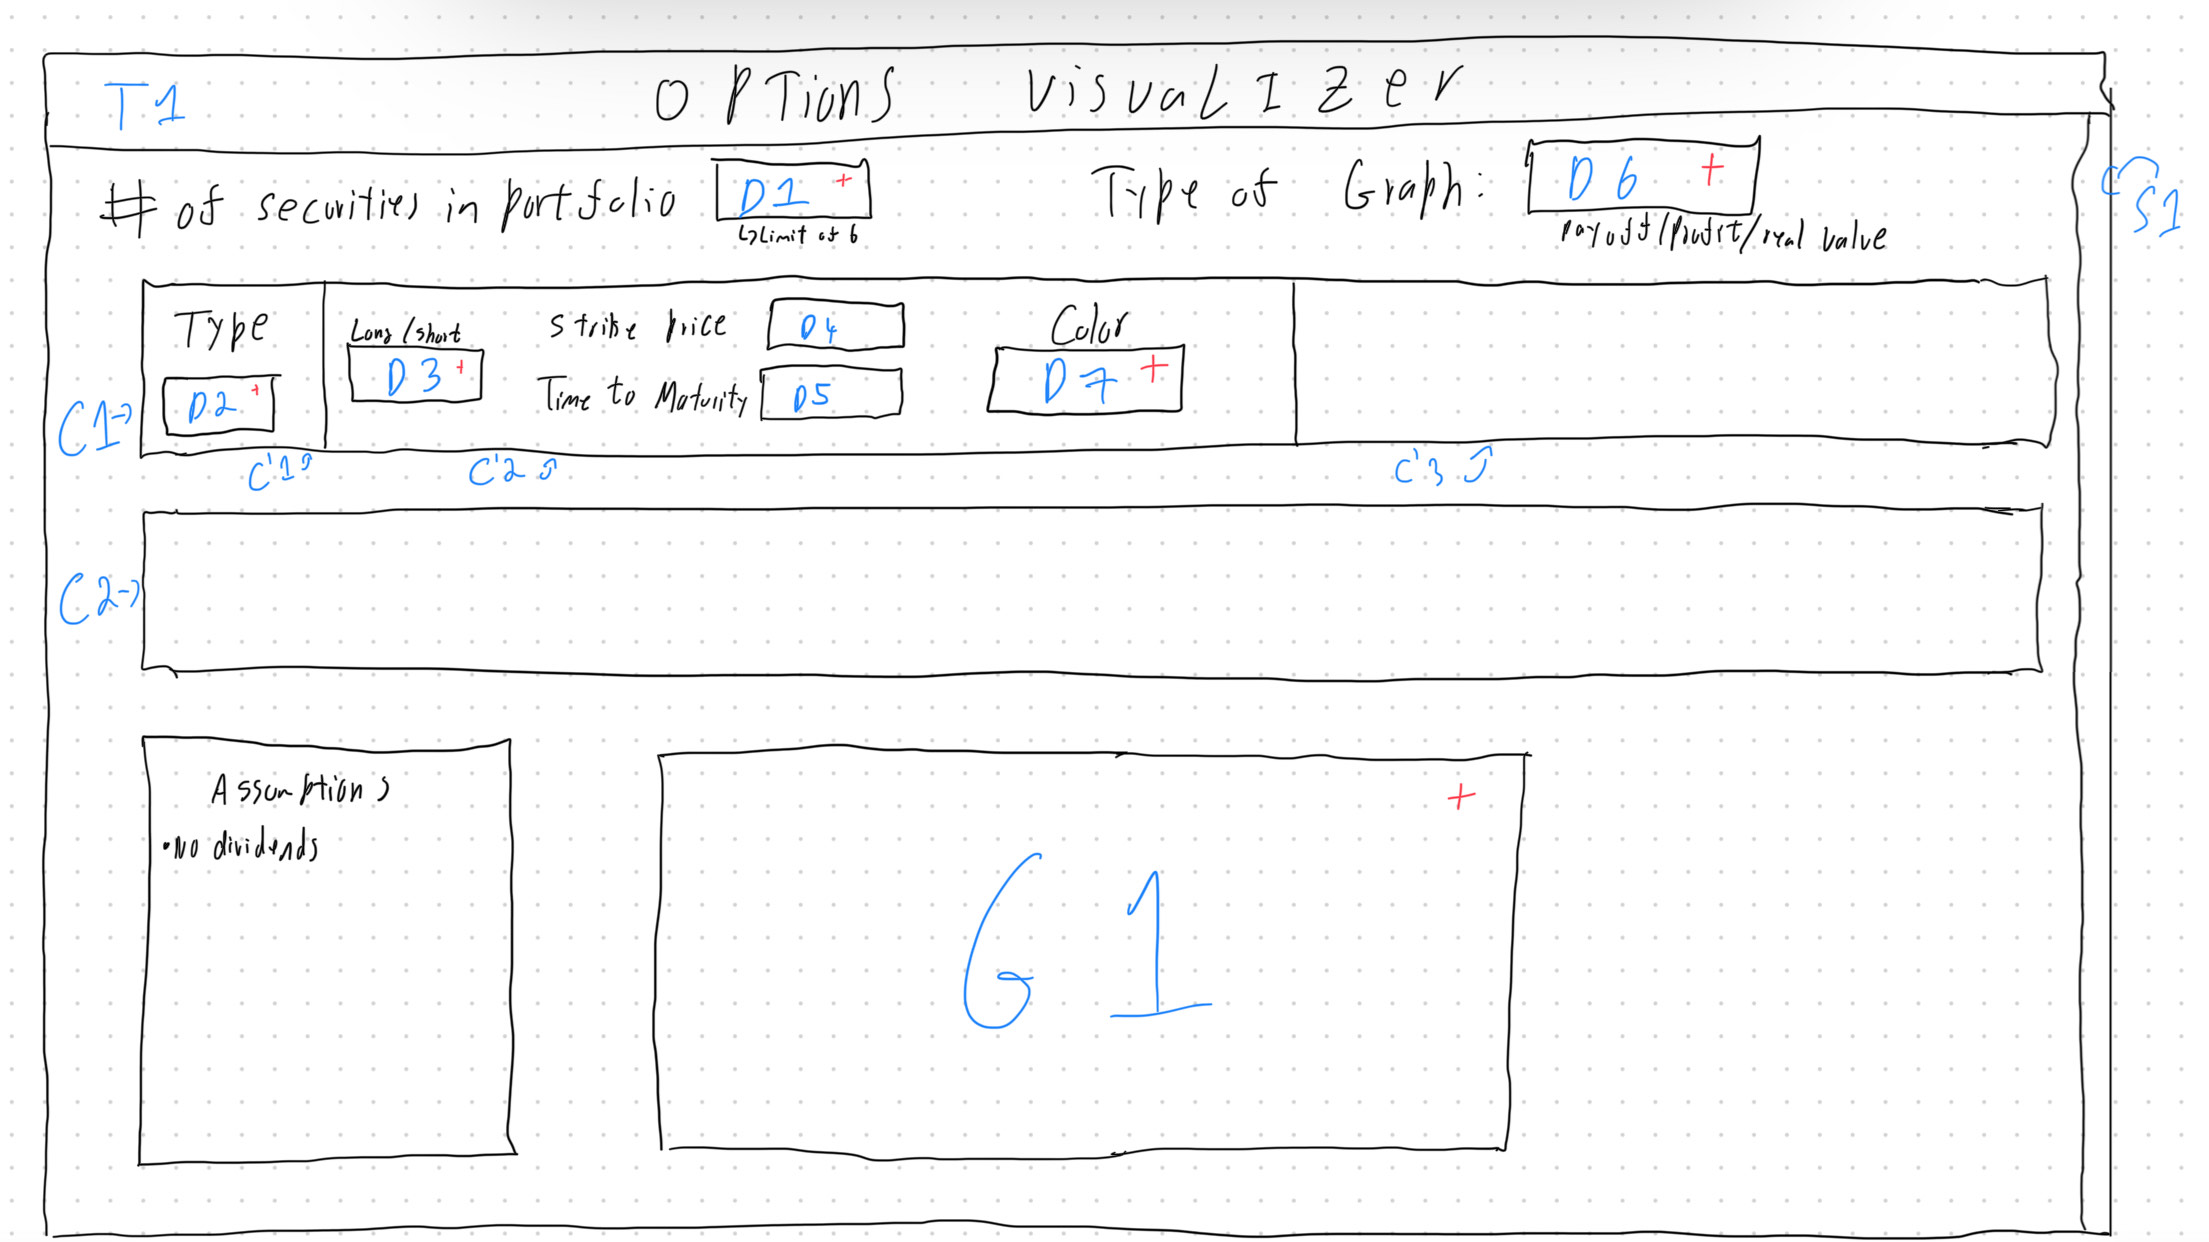 T1 OPTions VisuaLIZer
# of securities in portfolio D1 + Type of Graph: D6 +
↳Limit of 6 Payoff/Profit/real value
S1
Type Long/short Strike Price D4 Color
D2 + D3 + Time to Maturity D5 D7 +
C1→
C'1 C'2 C'3
C2→
Assumptions +
•No dividends
G1